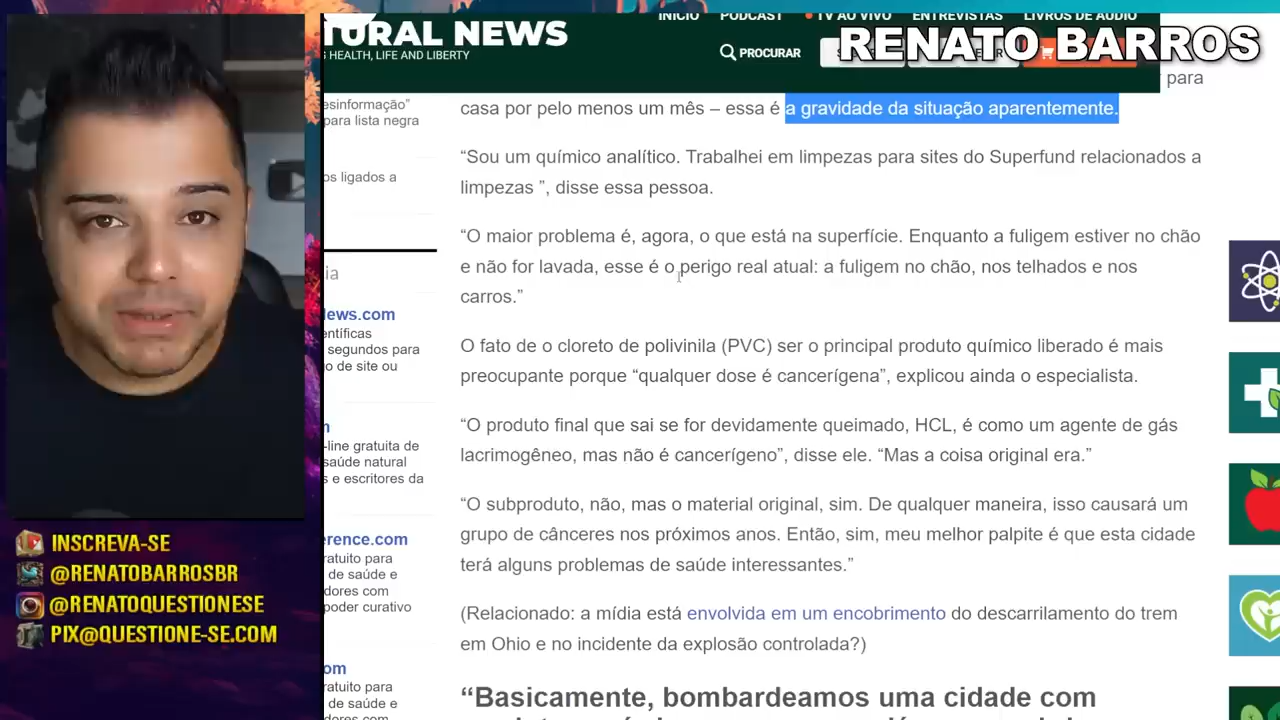 INÍCIO PODCAST TV AO VIVO ENTREVISTAS LIVROS DE ÁUDIO
TURAL NEWS
HEALTH, LIFE AND LIBERTY
PROCURAR
RENATO BARROS
para
casa por pelo menos um mês – essa é a gravidade da situação aparentemente.
“Sou um químico analítico. Trabalhei em limpezas para sites do Superfund relacionados a
limpezas ”, disse essa pessoa.
“O maior problema é, agora, o que está na superfície. Enquanto a fuligem estiver no chão
e não for lavada, esse é o perigo real atual: a fuligem no chão, nos telhados e nos
carros.”
O fato de o cloreto de polivinila (PVC) ser o principal produto químico liberado é mais
preocupante porque “qualquer dose é cancerígena”, explicou ainda o especialista.
“O produto final que sai se for devidamente queimado, HCL, é como um agente de gás
lacrimogêneo, mas não é cancerígeno”, disse ele. “Mas a coisa original era.”
“O subproduto, não, mas o material original, sim. De qualquer maneira, isso causará um
grupo de cânceres nos próximos anos. Então, sim, meu melhor palpite é que esta cidade
terá alguns problemas de saúde interessantes.”
(Relacionado: a mídia está envolvida em um encobrimento do descarrilamento do trem
em Ohio e no incidente da explosão controlada?)
“Basicamente, bombardeamos uma cidade com
esinformação”
para lista negra
os ligados a
ia
ews.com
entíficas
segundos para
o de site ou
m
-line gratuita de
saúde natural
s e escritores da
erence.com
ratuito para
de saúde e
dores com
poder curativo
om
ratuito para
de saúde e
dores com
INSCREVA-SE
@RENATOBARROSBR
@RENATOQUESTIONESE
PIX@QUESTIONE-SE.COM